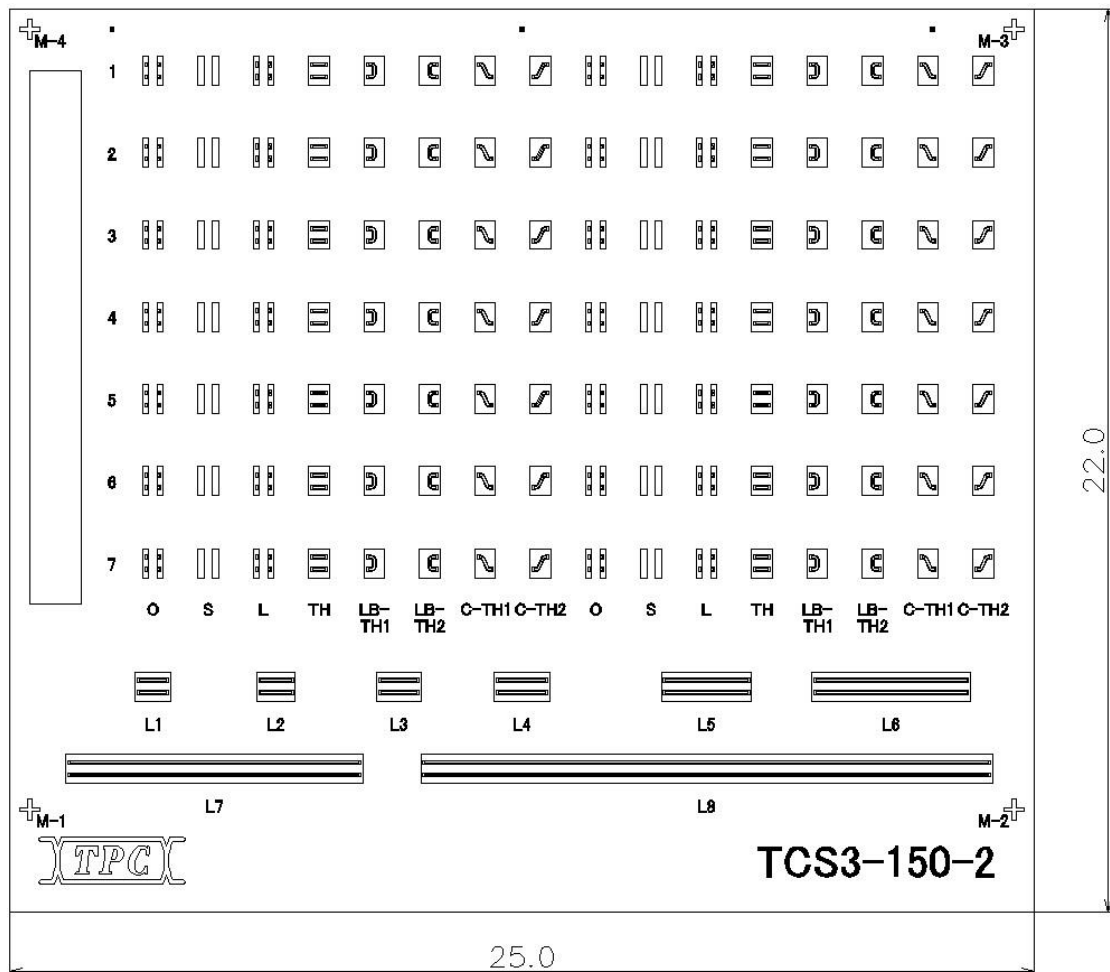 M-4 M-3
1
2
3
4
5
6
7
O S L TH LB-TH1 LB-TH2 C-TH1 C-TH2 O S L TH LB-TH1 LB-TH2 C-TH1 C-TH2
L1 L2 L3 L4 L5 L6
L7 L8
M-1 M-2
TPC
TCS3-150-2
22.0
25.0